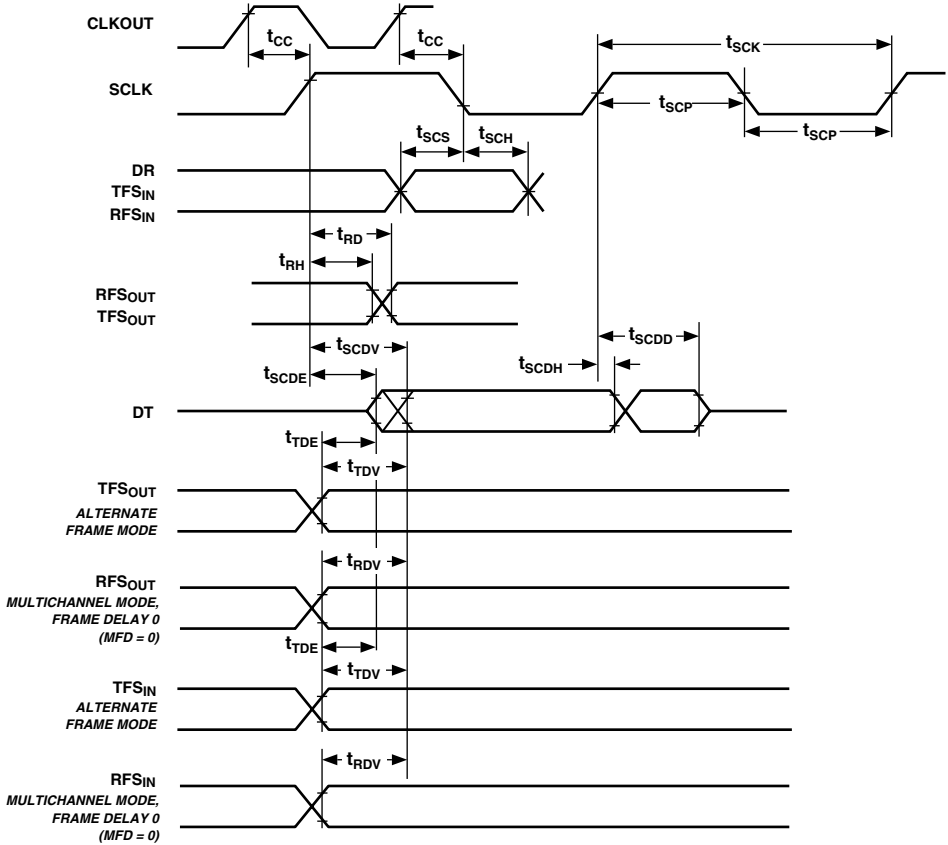 CLKOUT
tCC
tCC
tSCK
SCLK
tSCP
tSCP
tSCS
tSCH
DR
TFSIN
RFSIN
tRD
tRH
RFSOUT
TFSOUT
tSCDV
tSCDD
tSCDE
tSCDH
DT
tTDE
tTDV
TFSOUT
ALTERNATE
FRAME MODE
tRDV
RFSOUT
MULTICHANNEL MODE,
FRAME DELAY 0
(MFD = 0)
tTDE
tTDV
TFSIN
ALTERNATE
FRAME MODE
tRDV
RFSIN
MULTICHANNEL MODE,
FRAME DELAY 0
(MFD = 0)